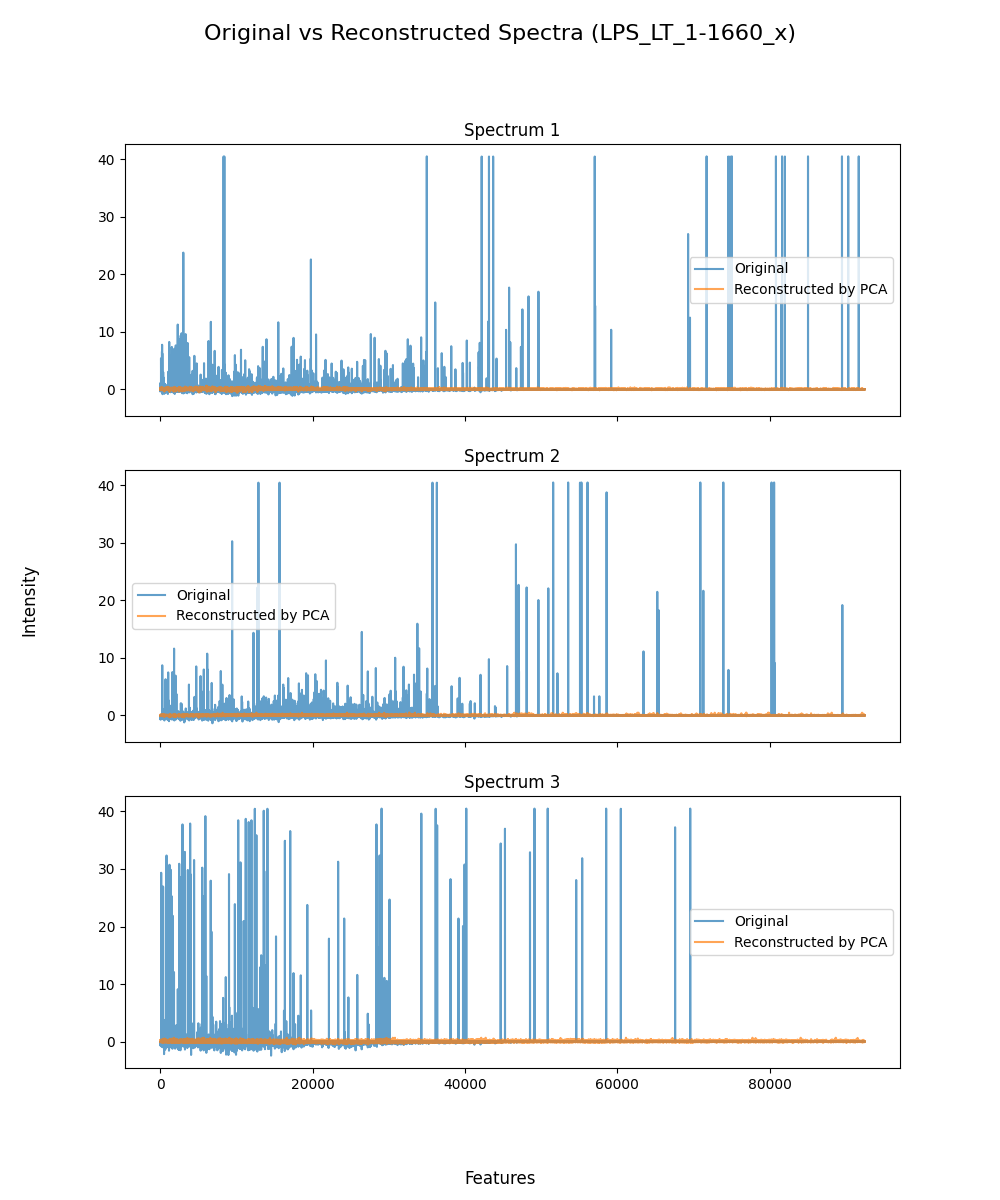 Original vs Reconstructed Spectra (LPS_LT_1-1660_x)
Spectrum 1
40
30
20
10
0
Original
Reconstructed by PCA
Spectrum 2
40
30
20
10
0
Original
Reconstructed by PCA
Intensity
Spectrum 3
40
30
20
10
0
Original
Reconstructed by PCA
0 20000 40000 60000 80000
Features